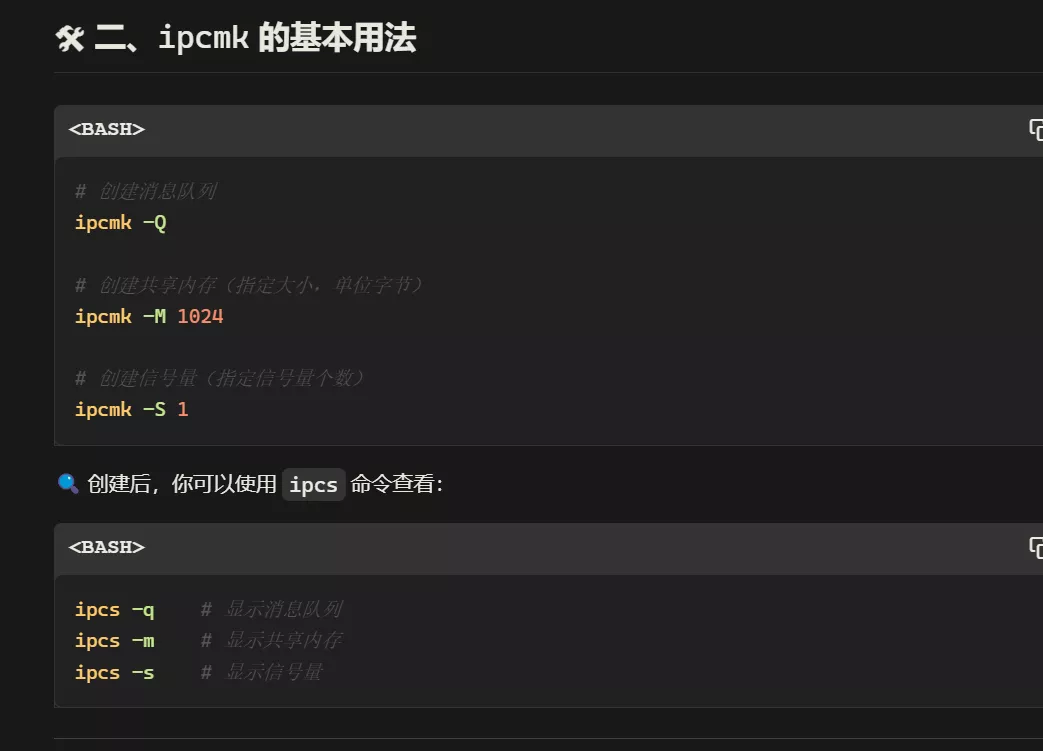 🛠 二、ipcmk 的基本用法
<BASH>
# 创建消息队列
ipcmk -Q
# 创建共享内存（指定大小，单位字节）
ipcmk -M 1024
# 创建信号量（指定信号量个数）
ipcmk -S 1
🔍 创建后，你可以使用 ipcs 命令查看：
<BASH>
ipcs -q    # 显示消息队列
ipcs -m    # 显示共享内存
ipcs -s    # 显示信号量